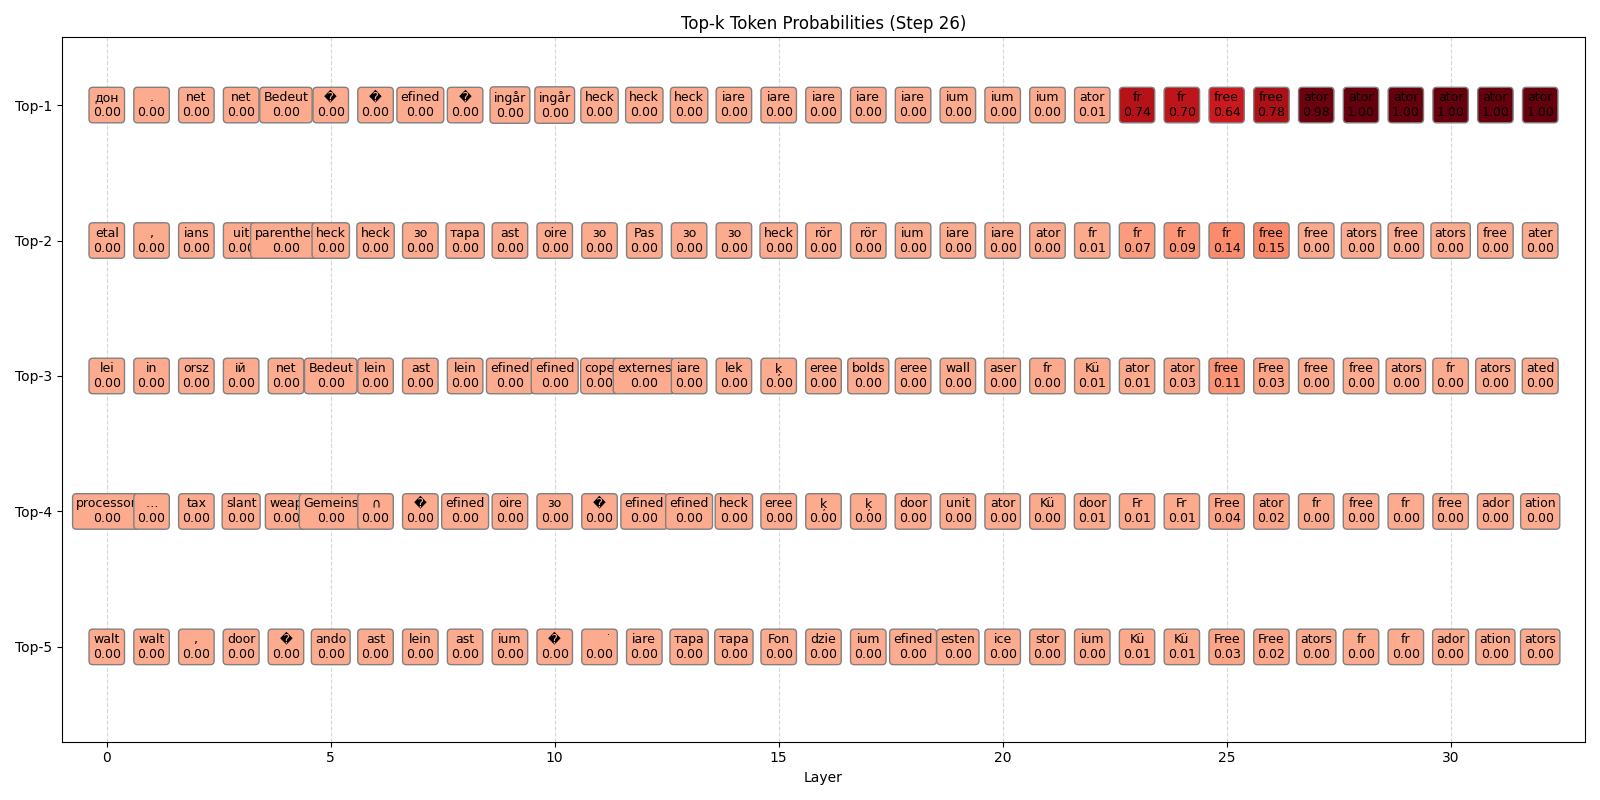 Top-k Token Probabilities (Step 26)
Top-1
дон . net net Bedeut � � efined � ingår ingår heck heck heck iare iare iare iare iare ium ium ium ator fr fr free free ator ator ator ator ator ator
0.00 0.00 0.00 0.00 0.00 0.00 0.00 0.00 0.00 0.00 0.00 0.00 0.00 0.00 0.00 0.00 0.00 0.00 0.00 0.00 0.00 0.00 0.01 0.74 0.70 0.64 0.78 0.98 1.00 1.00 1.00 1.00 1.00
Top-2
etal , ians uit parenthe heck heck зо тара ast oire зо Pas зо зо heck rör rör ium iare iare ator fr fr fr fr free free ators free ators free ater
0.00 0.00 0.00 0.00 0.00 0.00 0.00 0.00 0.00 0.00 0.00 0.00 0.00 0.00 0.00 0.00 0.00 0.00 0.00 0.00 0.00 0.00 0.01 0.07 0.09 0.14 0.15 0.00 0.00 0.00 0.00 0.00 0.00
Top-3
lei in orsz ій net Bedeut lein ast lein efined efined cope externes iare lek ķ eree bolds eree wall aser fr Kü ator ator free Free free free ators fr ators ated
0.00 0.00 0.00 0.00 0.00 0.00 0.00 0.00 0.00 0.00 0.00 0.00 0.00 0.00 0.00 0.00 0.00 0.00 0.00 0.00 0.00 0.00 0.01 0.01 0.03 0.11 0.03 0.00 0.00 0.00 0.00 0.00 0.00
Top-4
processor ... tax slant weap Gemeins ∩ � efined oire зо � efined efined heck eree ķ ķ door unit ator Kü door Fr Fr Free ator fr free fr free ador ation
0.00 0.00 0.00 0.00 0.00 0.00 0.00 0.00 0.00 0.00 0.00 0.00 0.00 0.00 0.00 0.00 0.00 0.00 0.00 0.00 0.00 0.00 0.01 0.01 0.01 0.04 0.02 0.00 0.00 0.00 0.00 0.00 0.00
Top-5
walt walt , door � ando ast lein ast ium � ˙ iare тара тара Fon dzie ium efined esten ice stor ium Kü Kü Free Free ators fr fr ador ation ators
0.00 0.00 0.00 0.00 0.00 0.00 0.00 0.00 0.00 0.00 0.00 0.00 0.00 0.00 0.00 0.00 0.00 0.00 0.00 0.00 0.00 0.00 0.00 0.01 0.01 0.03 0.02 0.00 0.00 0.00 0.00 0.00 0.00
0 5 10 15 20 25 30
Layer